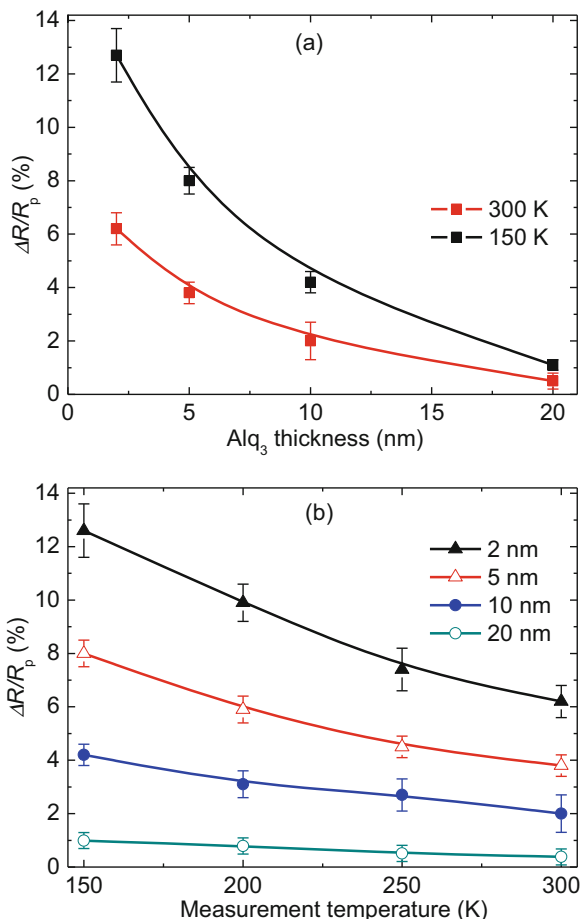 (a)
14
12
10
8
6
4
2
0
ΔR/Rp (%)
300 K
150 K
0 5 10 15 20
Alq3 thickness (nm)
(b)
14
12
10
8
6
4
2
0
ΔR/Rp (%)
2 nm
5 nm
10 nm
20 nm
150 200 250 300
Measurement temperature (K)